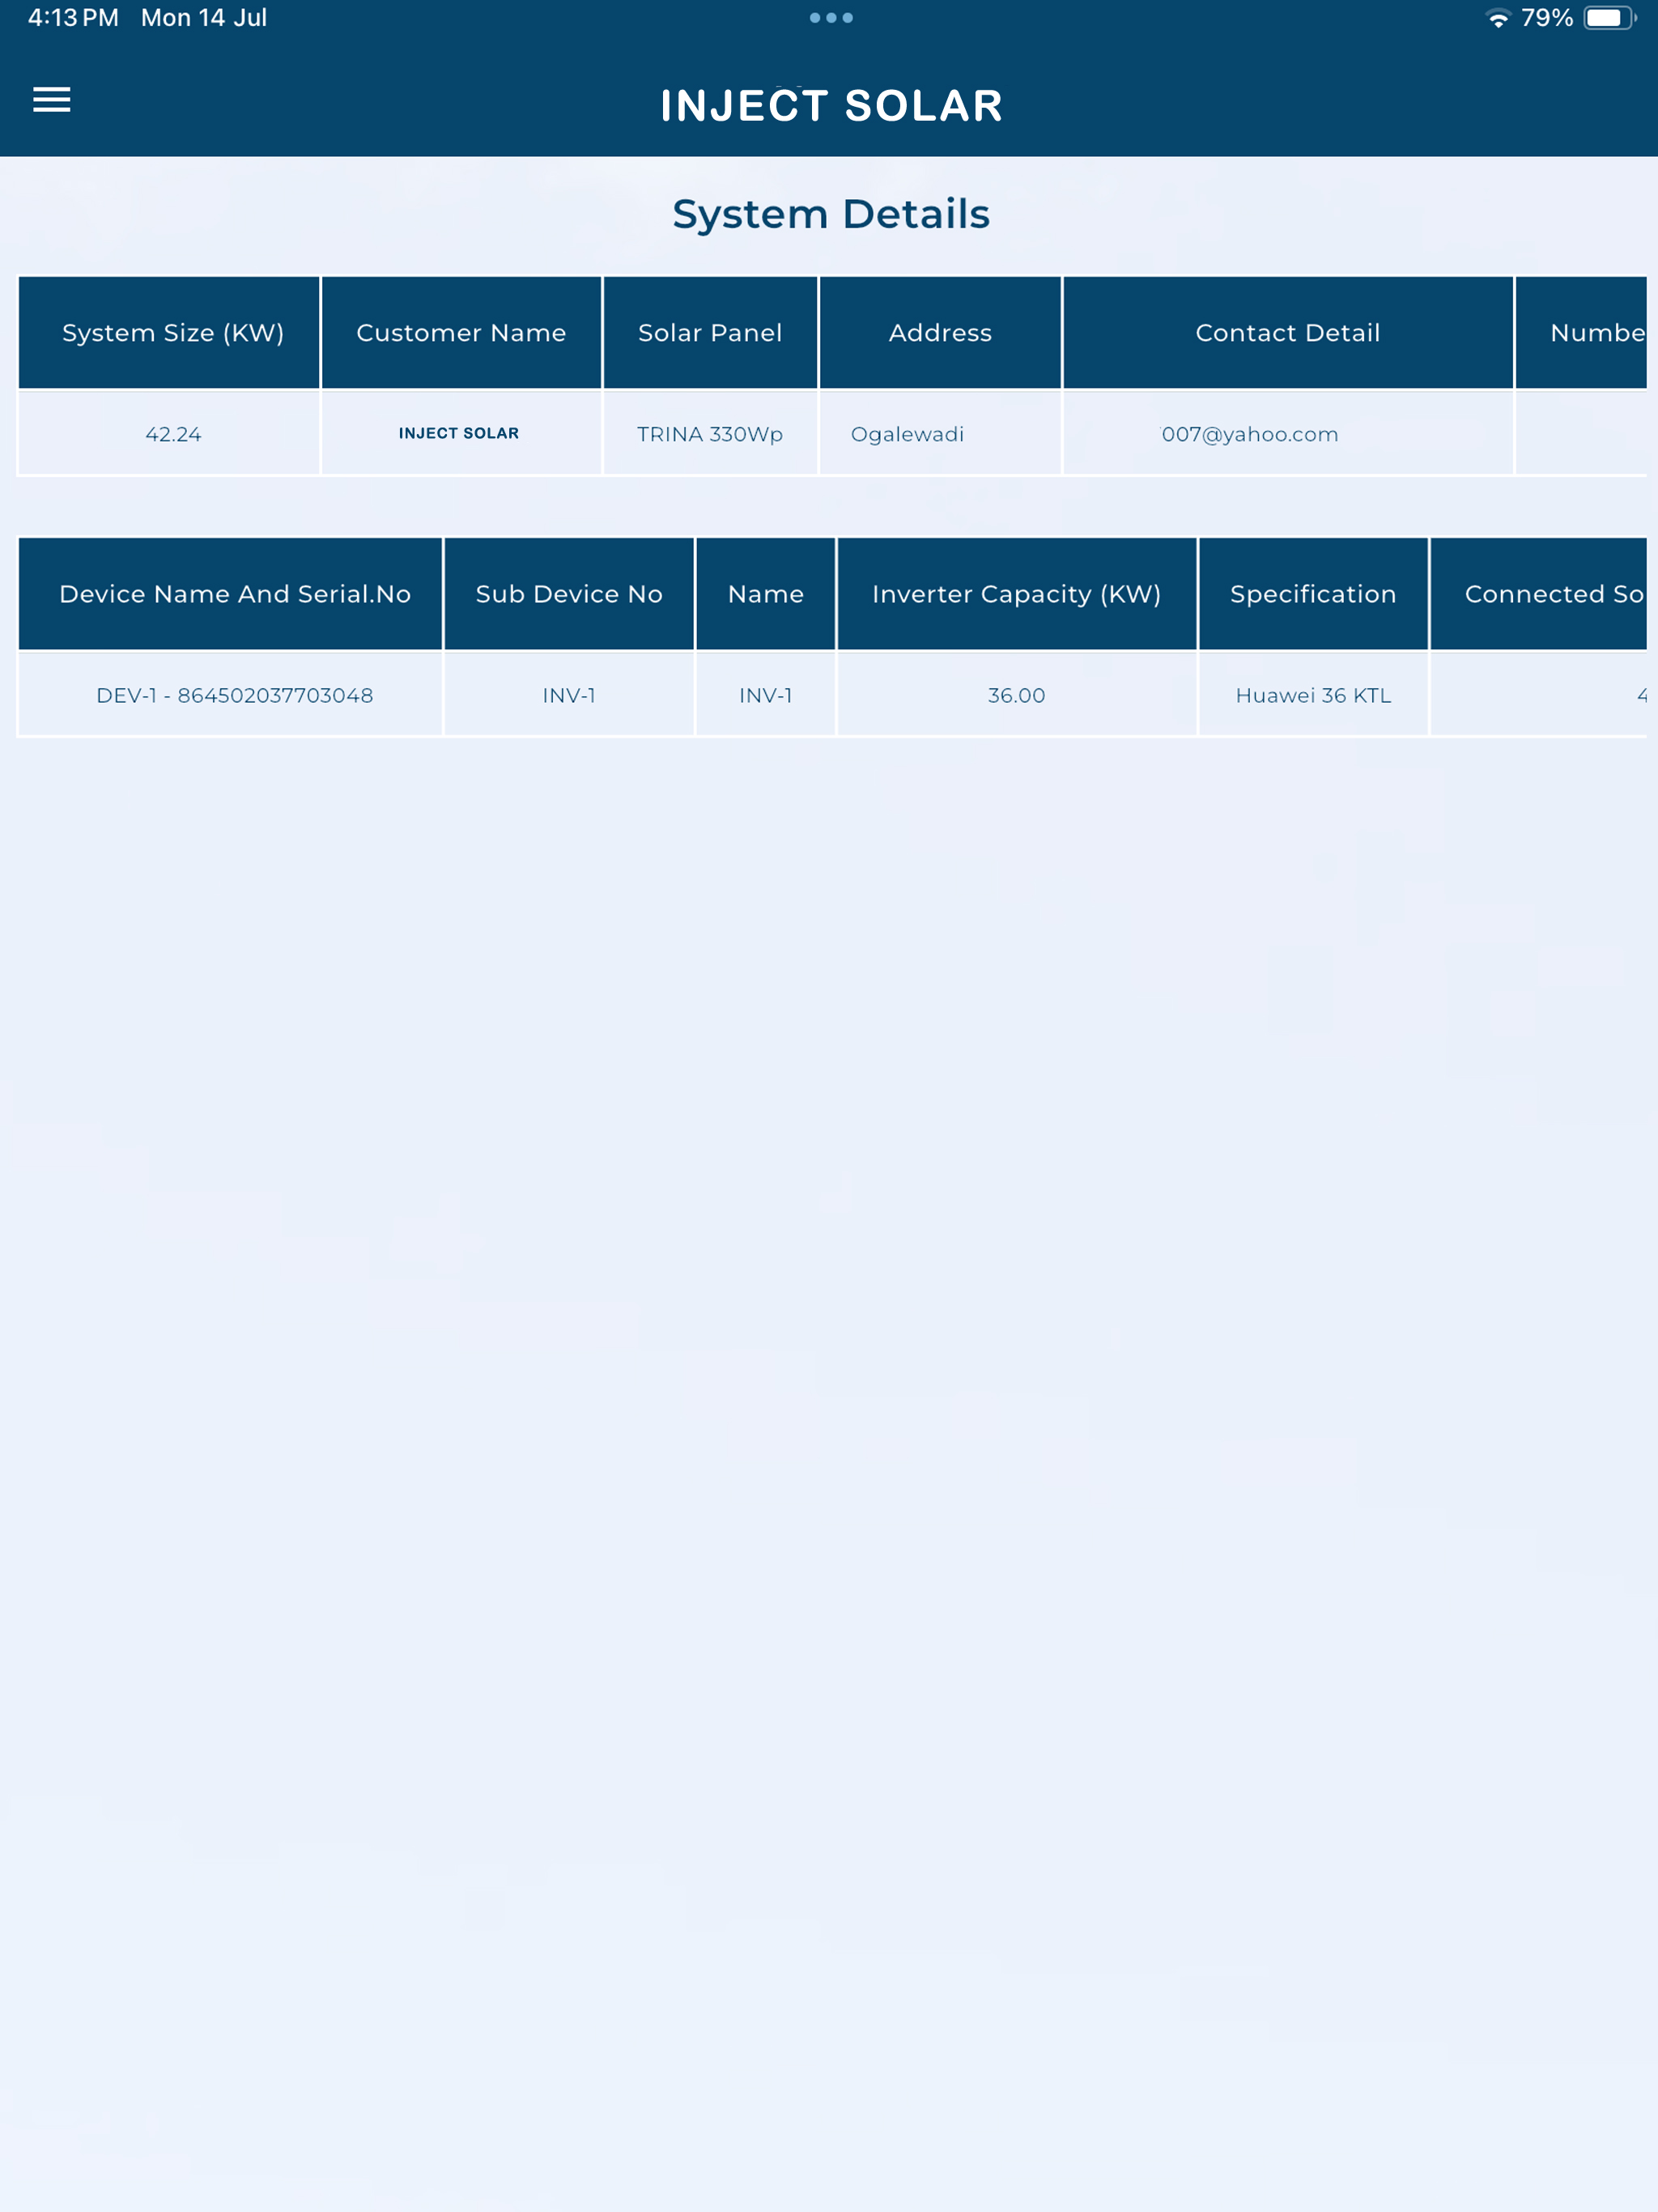 4:13 PM Mon 14 Jul 79%
INJECT SOLAR
System Details
System Size (KW) Customer Name Solar Panel Address Contact Detail Numbe
42.24 INJECT SOLAR TRINA 330Wp Ogalewadi 007@yahoo.com
Device Name And Serial.No Sub Device No Name Inverter Capacity (KW) Specification Connected So
DEV-1 - 864502037703048 INV-1 INV-1 36.00 Huawei 36 KTL 4